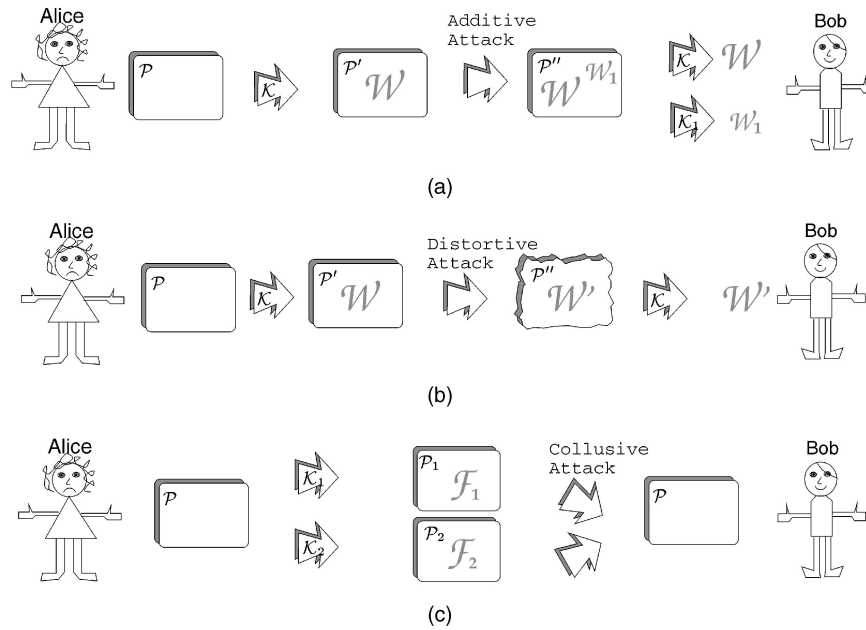 Alice
Additive
Attack
Bob
P
K
P'
W
P''
W W₁
K
W
K₁
W₁
(a)
Alice
Distortive
Attack
Bob
P
K
P'
W
P''
W'
K
W'
(b)
Alice
Collusive
Attack
Bob
P
K₁
K₂
P₁
F₁
P₂
F₂
P
(c)